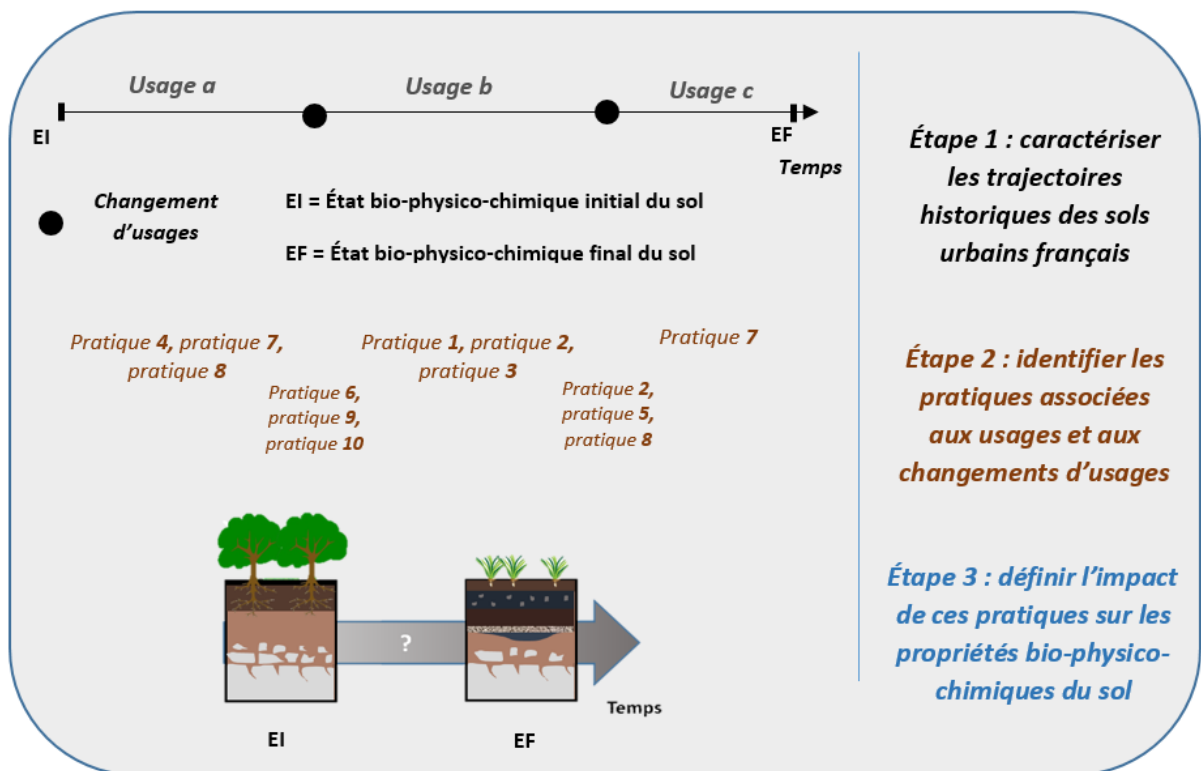 Usage a
Usage b
Usage c
EI
EF
Temps
Changement
d'usages
EI = État bio-physico-chimique initial du sol
EF = État bio-physico-chimique final du sol
Pratique 4, pratique 7,
pratique 8
Pratique 6,
pratique 9,
pratique 10
Pratique 1, pratique 2,
pratique 3
Pratique 2,
pratique 5,
pratique 8
Pratique 7
?
Temps
EI
EF
Étape 1 : caractériser
les trajectoires
historiques des sols
urbains français
Étape 2 : identifier les
pratiques associées
aux usages et aux
changements d'usages
Étape 3 : définir l'impact
de ces pratiques sur les
propriétés bio-physico-
chimiques du sol